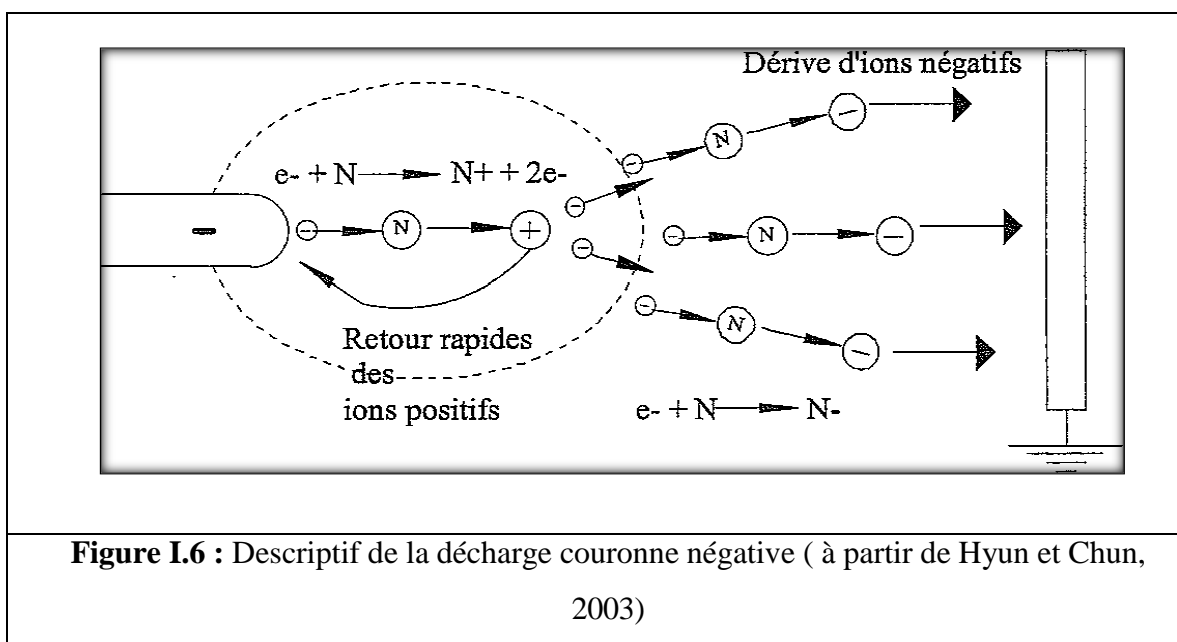 Dérive d'ions négatifs
e- + N → N+ + 2e-
-
- N +
- N -
- N -
- N -
-
-
Retour rapides
des
ions positifs
e- + N → N-
Figure I.6 : Descriptif de la décharge couronne négative ( à partir de Hyun et Chun,
2003)